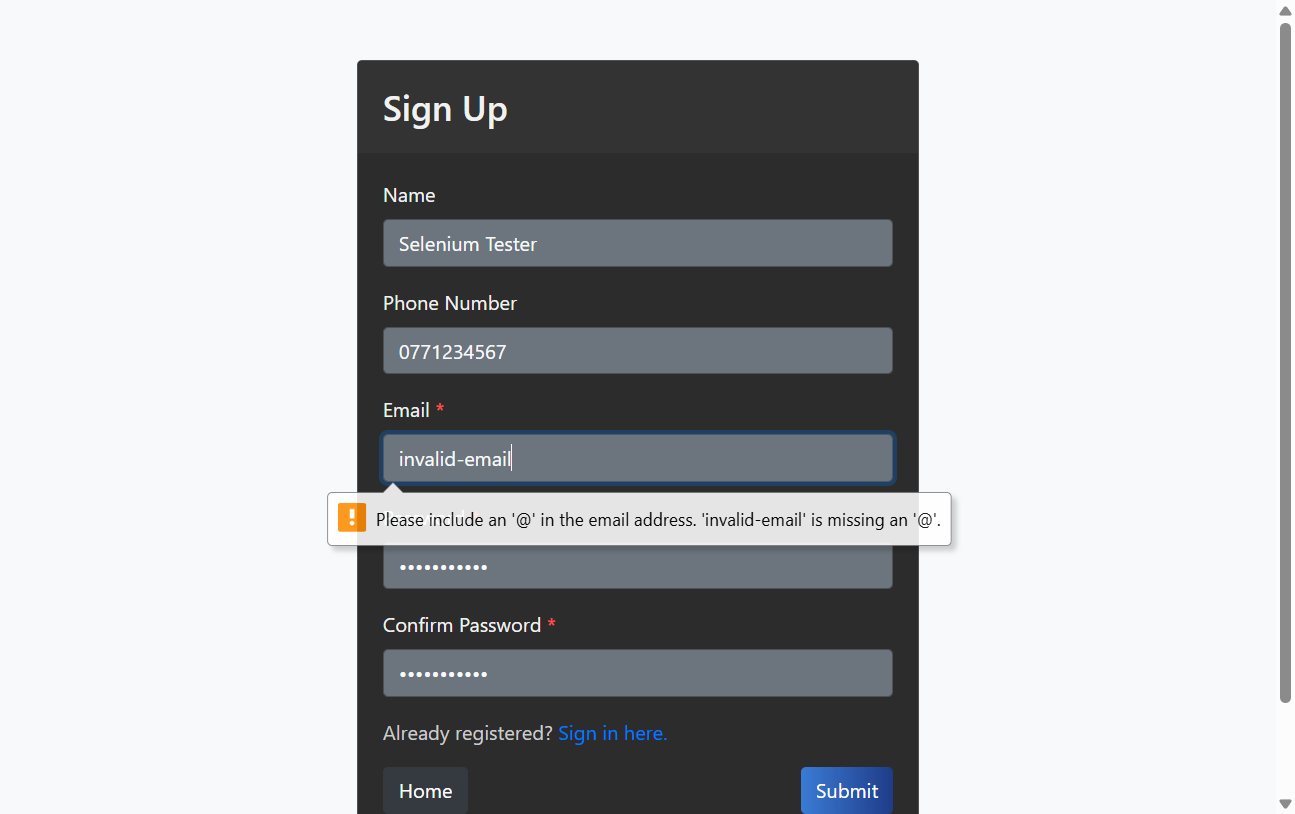 Sign Up
Name
Selenium Tester
Phone Number
0771234567
Email *
invalid-email
Please include an '@' in the email address. 'invalid-email' is missing an '@'.
•••••••••••
Confirm Password *
•••••••••••
Already registered? Sign in here.
Home
Submit